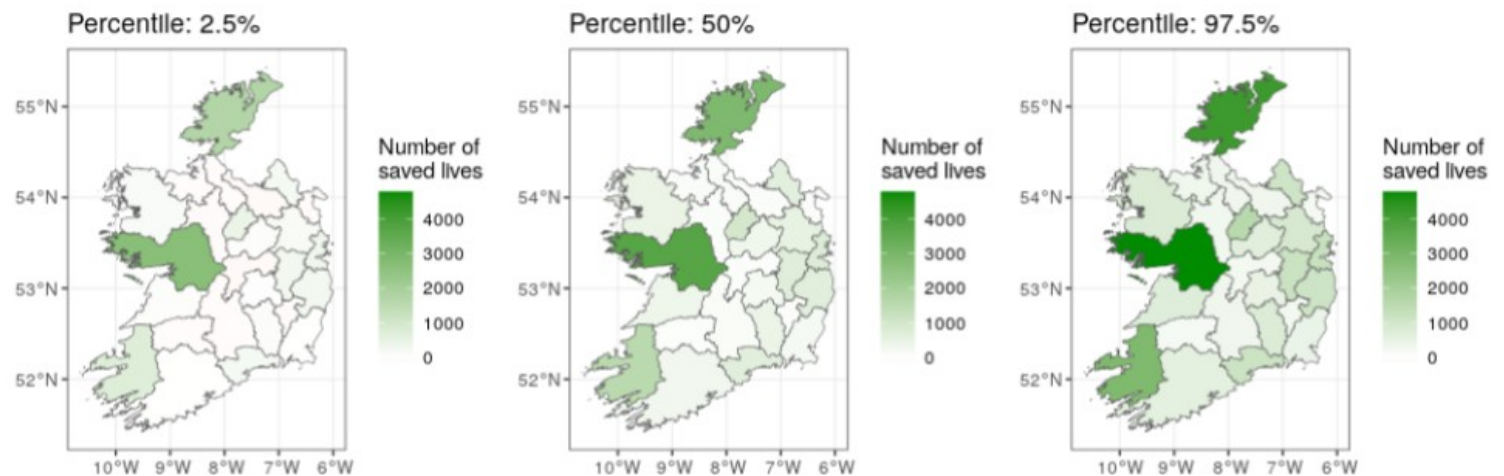 Percentile: 2.5%
55°N
54°N
53°N
52°N
10°W 9°W 8°W 7°W 6°W
Number of
saved lives
4000
3000
2000
1000
0
Percentile: 50%
55°N
54°N
53°N
52°N
10°W 9°W 8°W 7°W 6°W
Number of
saved lives
4000
3000
2000
1000
0
Percentile: 97.5%
55°N
54°N
53°N
52°N
10°W 9°W 8°W 7°W 6°W
Number of
saved lives
4000
3000
2000
1000
0